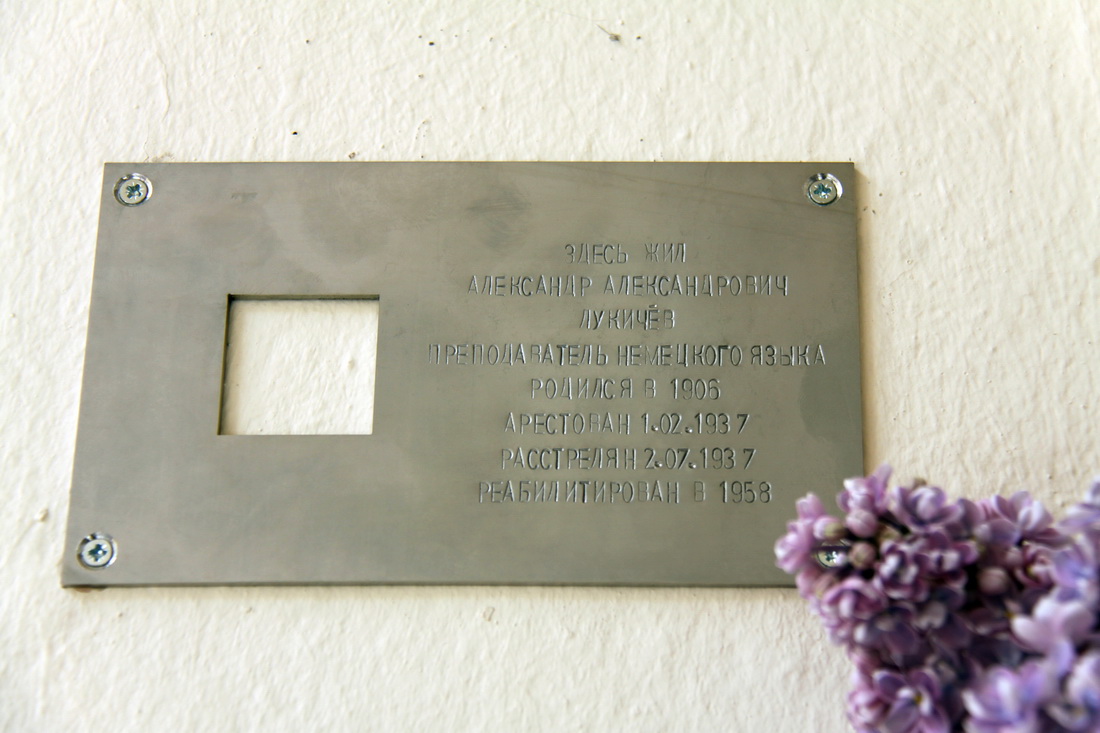 ЗДЕСЬ ЖИЛ
АЛЕКСАНДР АЛЕКСАНДРОВИЧ
ЛУКИЧЁВ
ПРЕПОДАВАТЕЛЬ НЕМЕЦКОГО ЯЗЫКА
РОДИЛСЯ В 1906
АРЕСТОВАН 1.02.1937
РАССТРЕЛЯН 2.07.1937
РЕАБИЛИТИРОВАН В 1958